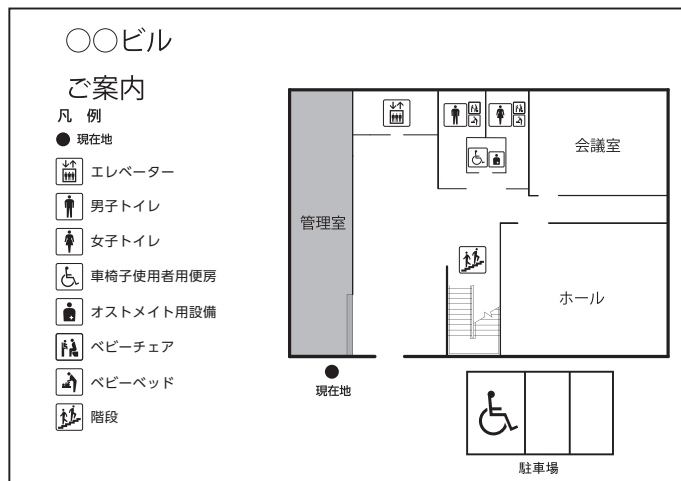 ○○ビル
ご案内
凡 例
現在地
エレベーター
男子トイレ
女子トイレ
車椅子使用者用便房
オストメイト用設備
ベビーチェア
ベビーベッド
階段
管理室
会議室
ホール
現在地
駐車場